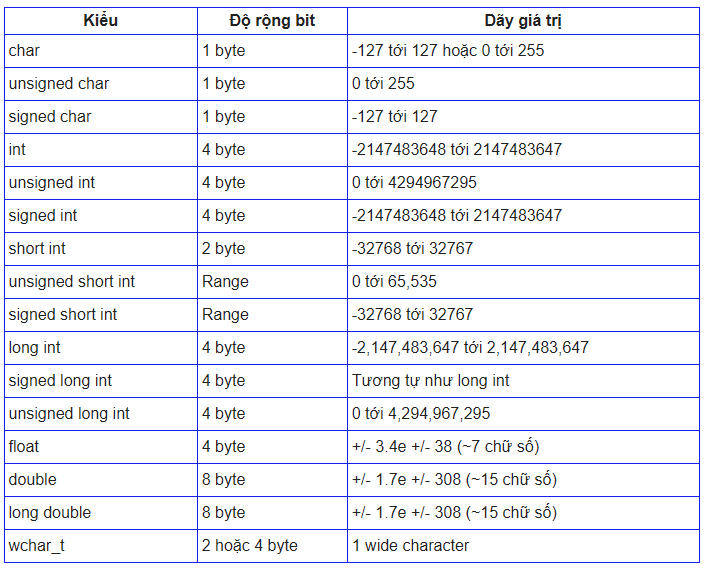 Kiểu Độ rộng bit Dãy giá trị
char 1 byte -127 tới 127 hoặc 0 tới 255
unsigned char 1 byte 0 tới 255
signed char 1 byte -127 tới 127
int 4 byte -2147483648 tới 2147483647
unsigned int 4 byte 0 tới 4294967295
signed int 4 byte -2147483648 tới 2147483647
short int 2 byte -32768 tới 32767
unsigned short int Range 0 tới 65,535
signed short int Range -32768 tới 32767
long int 4 byte -2,147,483,647 tới 2,147,483,647
signed long int 4 byte Tương tự như long int
unsigned long int 4 byte 0 tới 4,294,967,295
float 4 byte +/- 3.4e +/- 38 (~7 chữ số)
double 8 byte +/- 1.7e +/- 308 (~15 chữ số)
long double 8 byte +/- 1.7e +/- 308 (~15 chữ số)
wchar_t 2 hoặc 4 byte 1 wide character